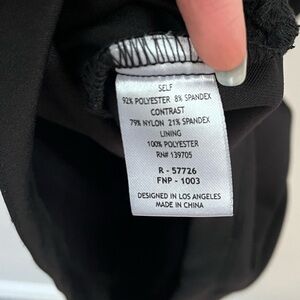 SELF
92% POLYESTER 8% SPANDEX
CONTRAST
79% NYLON 21% SPANDEX
LINING
100% POLYESTER
RN# 139705
R - 57726
FNP - 1003
DESIGNED IN LOS ANGELES
MADE IN CHINA